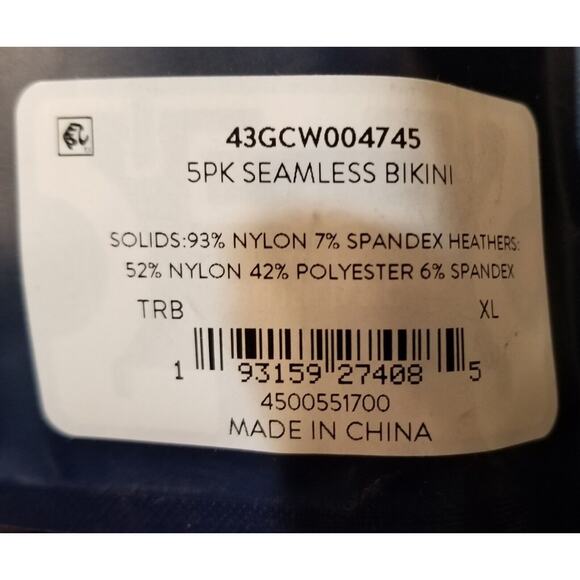 43GCW004745
5PK SEAMLESS BIKINI
SOLIDS:93% NYLON 7% SPANDEX HEATHERS:
52% NYLON 42% POLYESTER 6% SPANDEX
TRB XL
1 93159 27408 5
4500551700
MADE IN CHINA